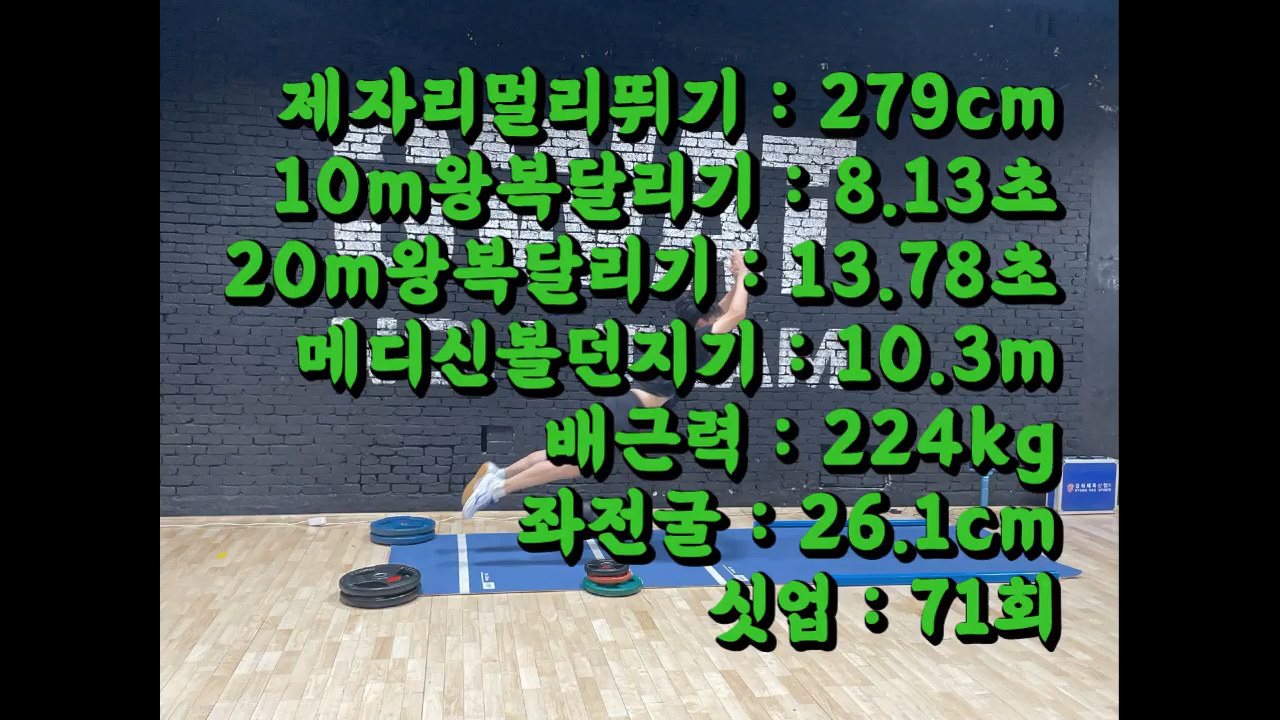 제자리멀리뛰기 : 279cm
10m왕복달리기 : 8.13초
20m왕복달리기 : 13.78초
메디신볼던지기 : 10.3m
배근력 : 224kg
좌전굴 : 26.1cm
싯업 : 71회